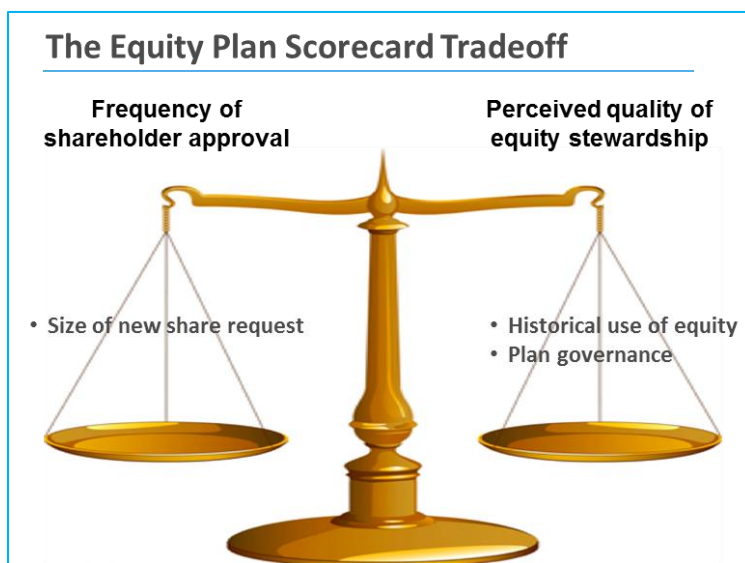 The Equity Plan Scorecard Tradeoff
Frequency of
shareholder approval
• Size of new share request
Perceived quality of
equity stewardship
• Historical use of equity
• Plan governance